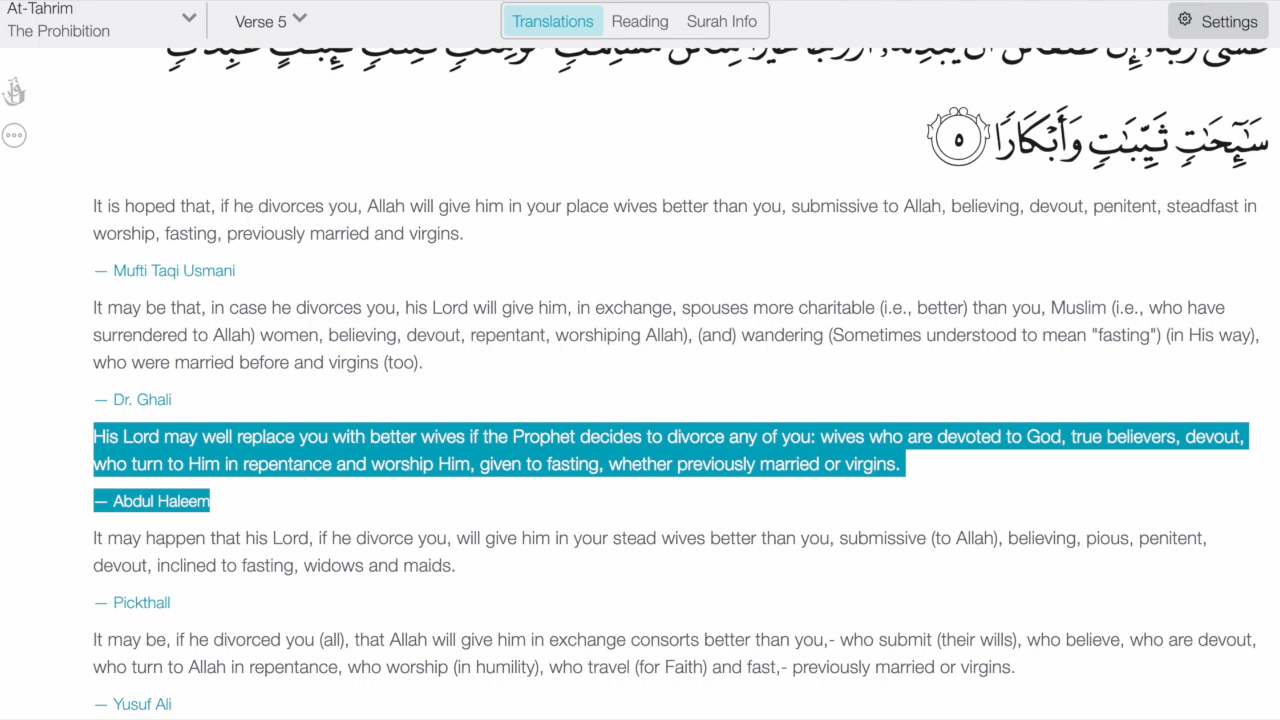 At-Tahrim
The Prohibition
Verse 5
Translations Reading Surah Info
Settings
سَٰٓئِحَٰتٖ ثَيِّبَٰتٖ وَأَبۡكَارٗا ٥
It is hoped that, if he divorces you, Allah will give him in your place wives better than you, submissive to Allah, believing, devout, penitent, steadfast in
worship, fasting, previously married and virgins.
— Mufti Taqi Usmani
It may be that, in case he divorces you, his Lord will give him, in exchange, spouses more charitable (i.e., better) than you, Muslim (i.e., who have
surrendered to Allah) women, believing, devout, repentant, worshiping Allah), (and) wandering (Sometimes understood to mean "fasting") (in His way),
who were married before and virgins (too).
— Dr. Ghali
His Lord may well replace you with better wives if the Prophet decides to divorce any of you: wives who are devoted to God, true believers, devout,
who turn to Him in repentance and worship Him, given to fasting, whether previously married or virgins.
— Abdul Haleem
It may happen that his Lord, if he divorce you, will give him in your stead wives better than you, submissive (to Allah), believing, pious, penitent,
devout, inclined to fasting, widows and maids.
— Pickthall
It may be, if he divorced you (all), that Allah will give him in exchange consorts better than you,- who submit (their wills), who believe, who are devout,
who turn to Allah in repentance, who worship (in humility), who travel (for Faith) and fast,- previously married or virgins.
— Yusuf Ali